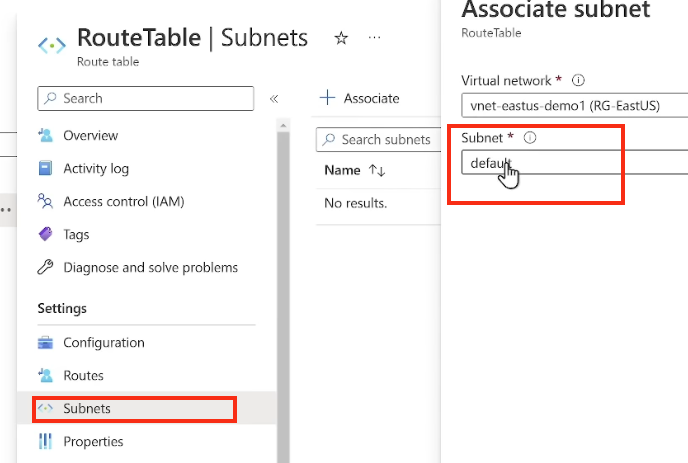 RouteTable | Subnets
Route table
Search
Overview
Activity log
Access control (IAM)
Tags
Diagnose and solve problems
Settings
Configuration
Routes
Subnets
Properties
Associate
Search subnets
Name
No results.
Associate subnet
RouteTable
Virtual network *
vnet-eastus-demo1 (RG-EastUS)
Subnet *
default